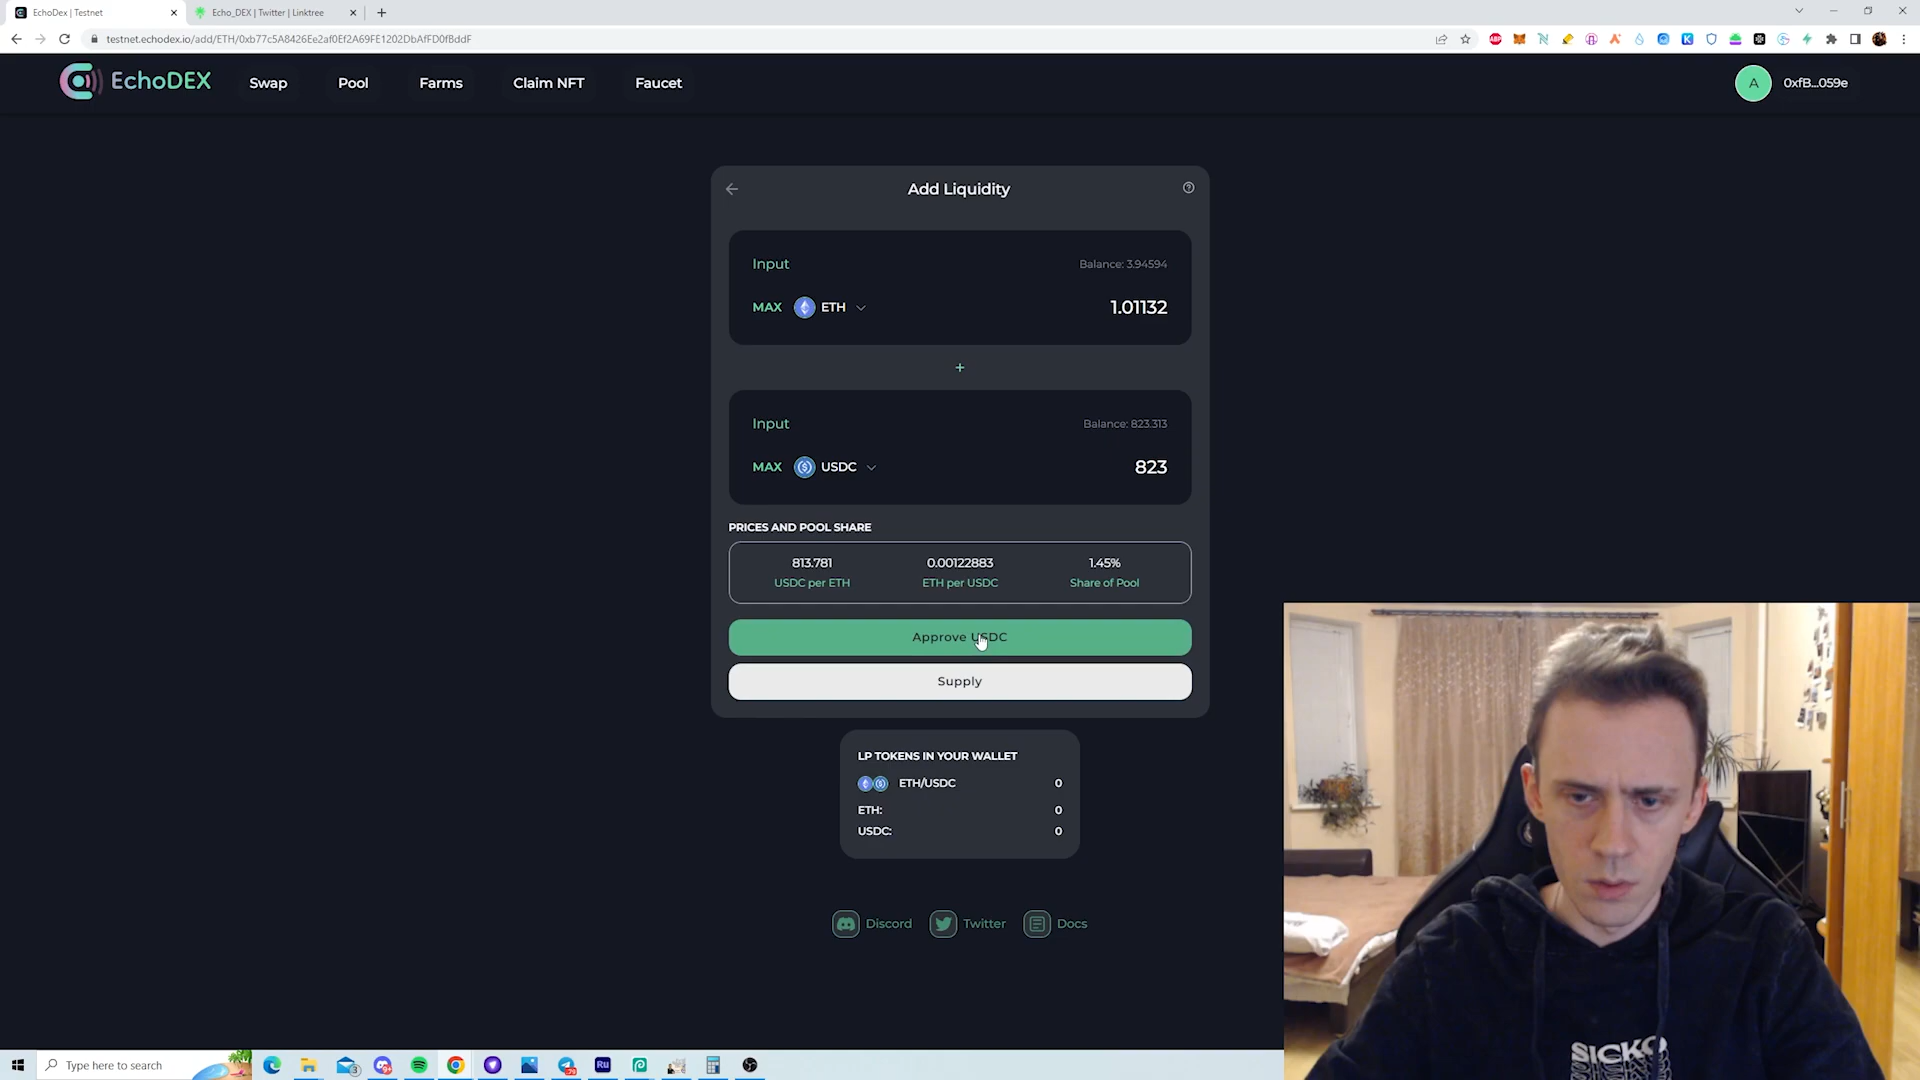 EchoDex | Testnet
Echo_DEX | Twitter | Linktree
testnet.echodex.io/add/ETH/0xb77c5A8426Ee2af0Ef2A69FE1202DbAfFD0fBddF
EchoDEX
Swap
Pool
Farms
Claim NFT
Faucet
A
0xfB...059e
Add Liquidity
Input
Balance: 3.94594
MAX
ETH
1.01132
+
Input
Balance: 823.313
MAX
USDC
823
PRICES AND POOL SHARE
813.781
0.00122883
1.45%
USDC per ETH
ETH per USDC
Share of Pool
Approve USDC
Supply
LP TOKENS IN YOUR WALLET
ETH/USDC
0
ETH:
0
USDC:
0
Discord
Twitter
Docs
Type here to search
3
Ru
SICKO